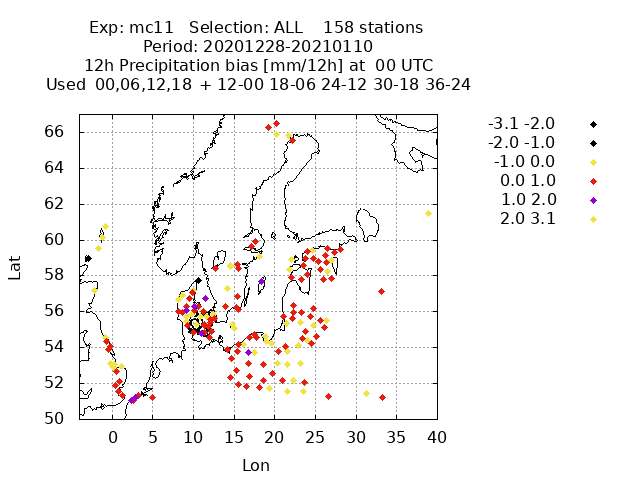 Exp: mc11   Selection: ALL    158 stations
Period: 20201228-20210110
12h Precipitation bias [mm/12h] at  00 UTC
Used  00,06,12,18  + 12-00 18-06 24-12 30-18 36-24
-3.1 -2.0
-2.0 -1.0
-1.0 0.0
0.0 1.0
1.0 2.0
2.0 3.1
Lat
66
64
62
60
58
56
54
52
50
0 5 10 15 20 25 30 35 40
Lon